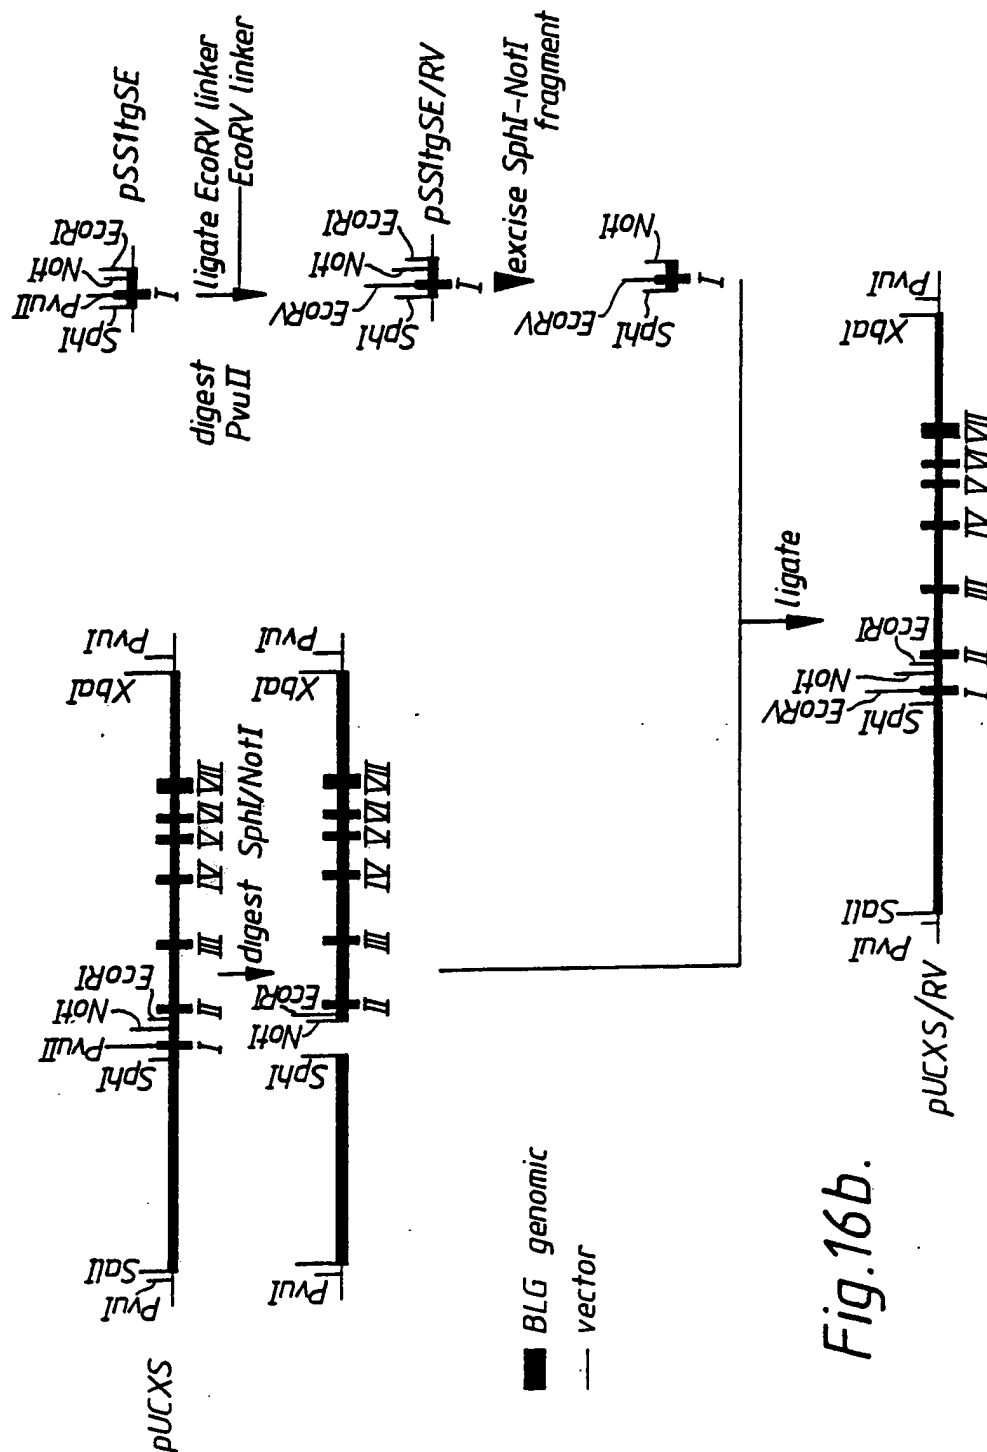 pUCXS
PvuI
SalI
SphI
PvuII
NotI
EcoRI
XbaI
PvuI
I
II
III
IV
V
VI
VII
digest SphI/NotI
PvuI
SphI
NotI
EcoRI
XbaI
PvuI
II
III
IV
V
VI
VII
SphI
PvuII
NotI
EcoRI
I
pSS1tgSE
digest
PvuII
ligate EcoRV linker
EcoRV linker
SphI
EcoRV
NotI
EcoRI
I
pSS1tgSE/RV
excise SphI-NotI
fragment
SphI
EcoRV
NotI
I
ligate
BLG genomic
vector
pUCXS/RV
PvuI
SalI
SphI
EcoRV
NotI
EcoRI
XbaI
PvuI
I
II
III
IV
V
VI
VII
Fig.16b.